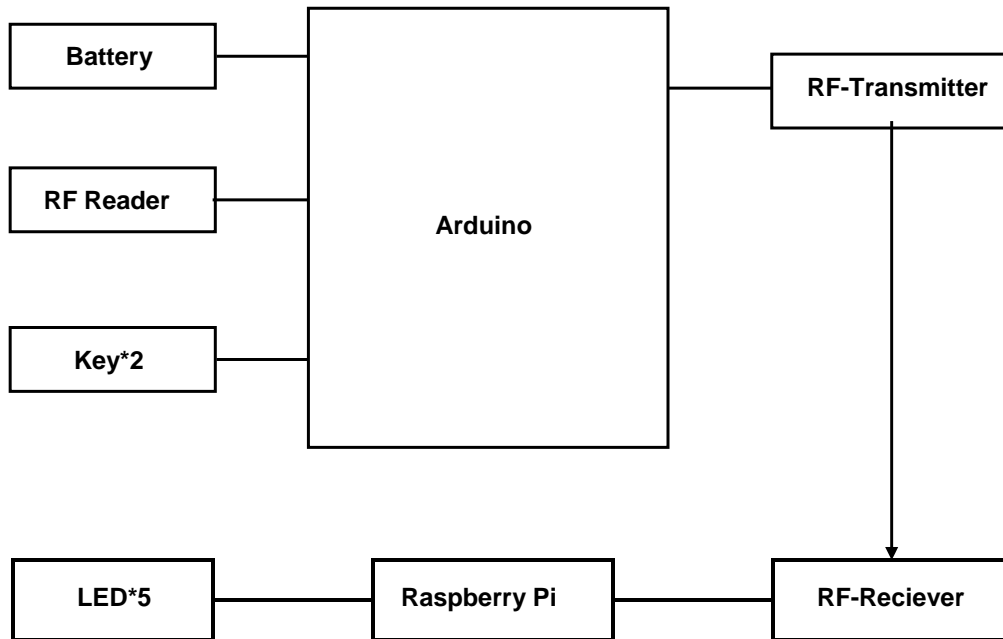 Battery
RF-Transmitter
RF Reader
Arduino
Key*2
LED*5
Raspberry Pi
RF-Reciever